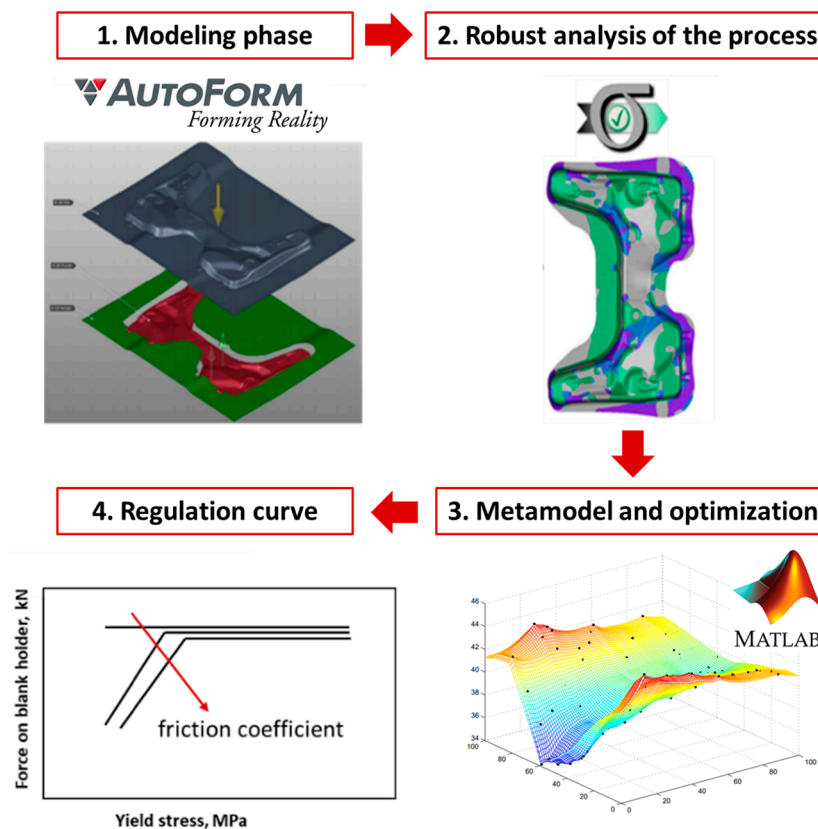 1. Modeling phase
2. Robust analysis of the process
AUTOFORM
Forming Reality
3. Metamodel and optimization
4. Regulation curve
Force on blank holder, kN
friction coefficient
Yield stress, MPa
MATLAB
46
44
42
40
38
36
34
100
80
60
40
20
0
0
20
40
60
80
100